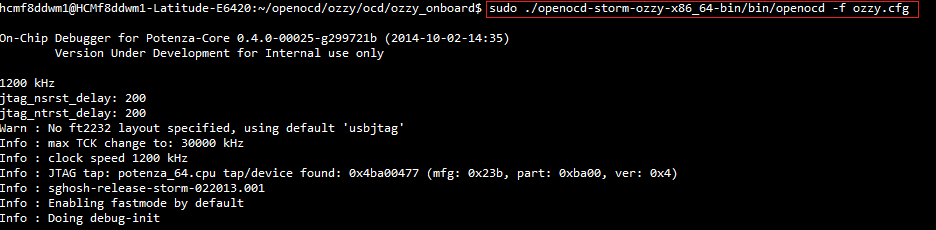 hcmf8ddwm1@HCMf8ddwm1-Latitude-E6420:~/openocd/ozzy/ocd/ozzy_onboard$ sudo ./openocd-storm-ozzy-x86_64-bin/bin/openocd -f ozzy.cfg
On-Chip Debugger for Potenza-Core 0.4.0-00025-g299721b (2014-10-02-14:35)
Version Under Development for Internal use only
1200 kHz
jtag_nsrst_delay: 200
jtag_ntrst_delay: 200
Warn : No ft2232 layout specified, using default 'usbjtag'
Info : max TCK change to: 30000 kHz
Info : clock speed 1200 kHz
Info : JTAG tap: potenza_64.cpu tap/device found: 0x4ba00477 (mfg: 0x23b, part: 0xba00, ver: 0x4)
Info : sghosh-release-storm-022013.001
Info : Enabling fastmode by default
Info : Doing debug-init